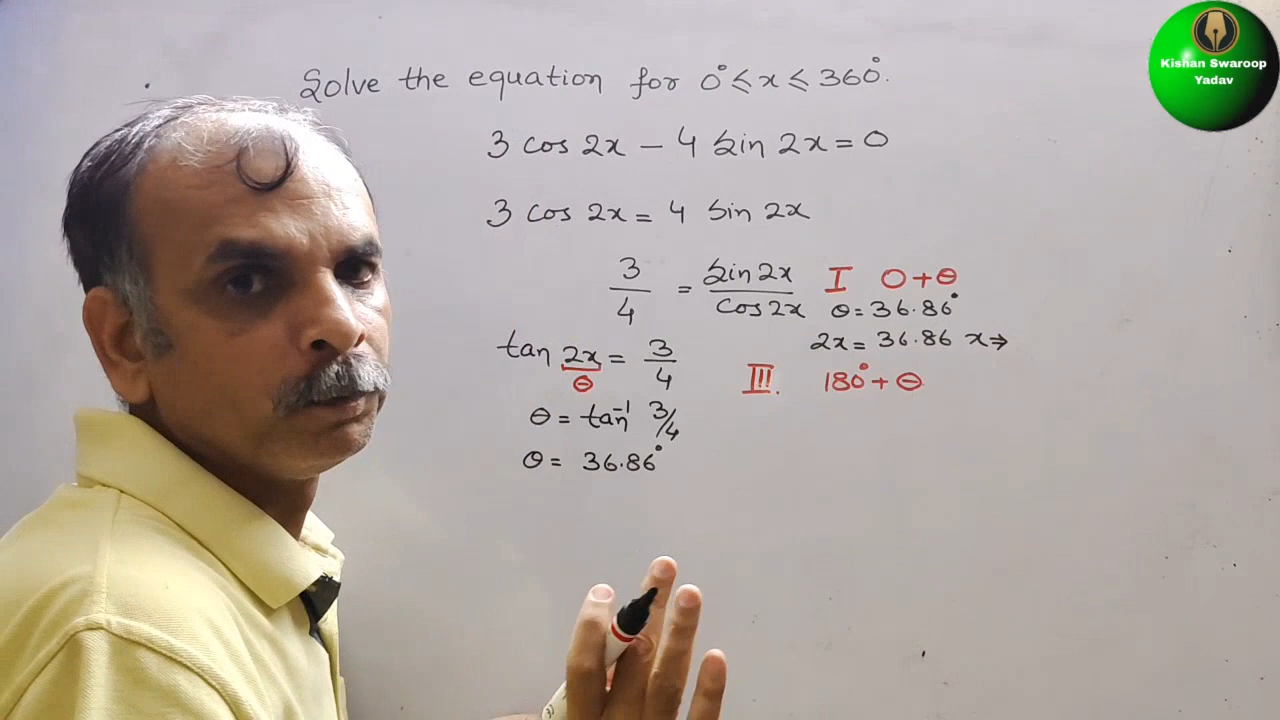 Solve the equation for 0° ≤ x ≤ 360°.
3 cos 2x - 4 sin 2x = 0
3 cos 2x = 4 sin 2x
3/4 = sin 2x/cos 2x
tan 2x = 3/4
θ
θ = tan⁻¹ 3/4
θ = 36.86°
I 0 + θ
θ = 36.86°
2x = 36.86 x ⇒
III. 180° + θ
Kishan Swaroop
Yadav